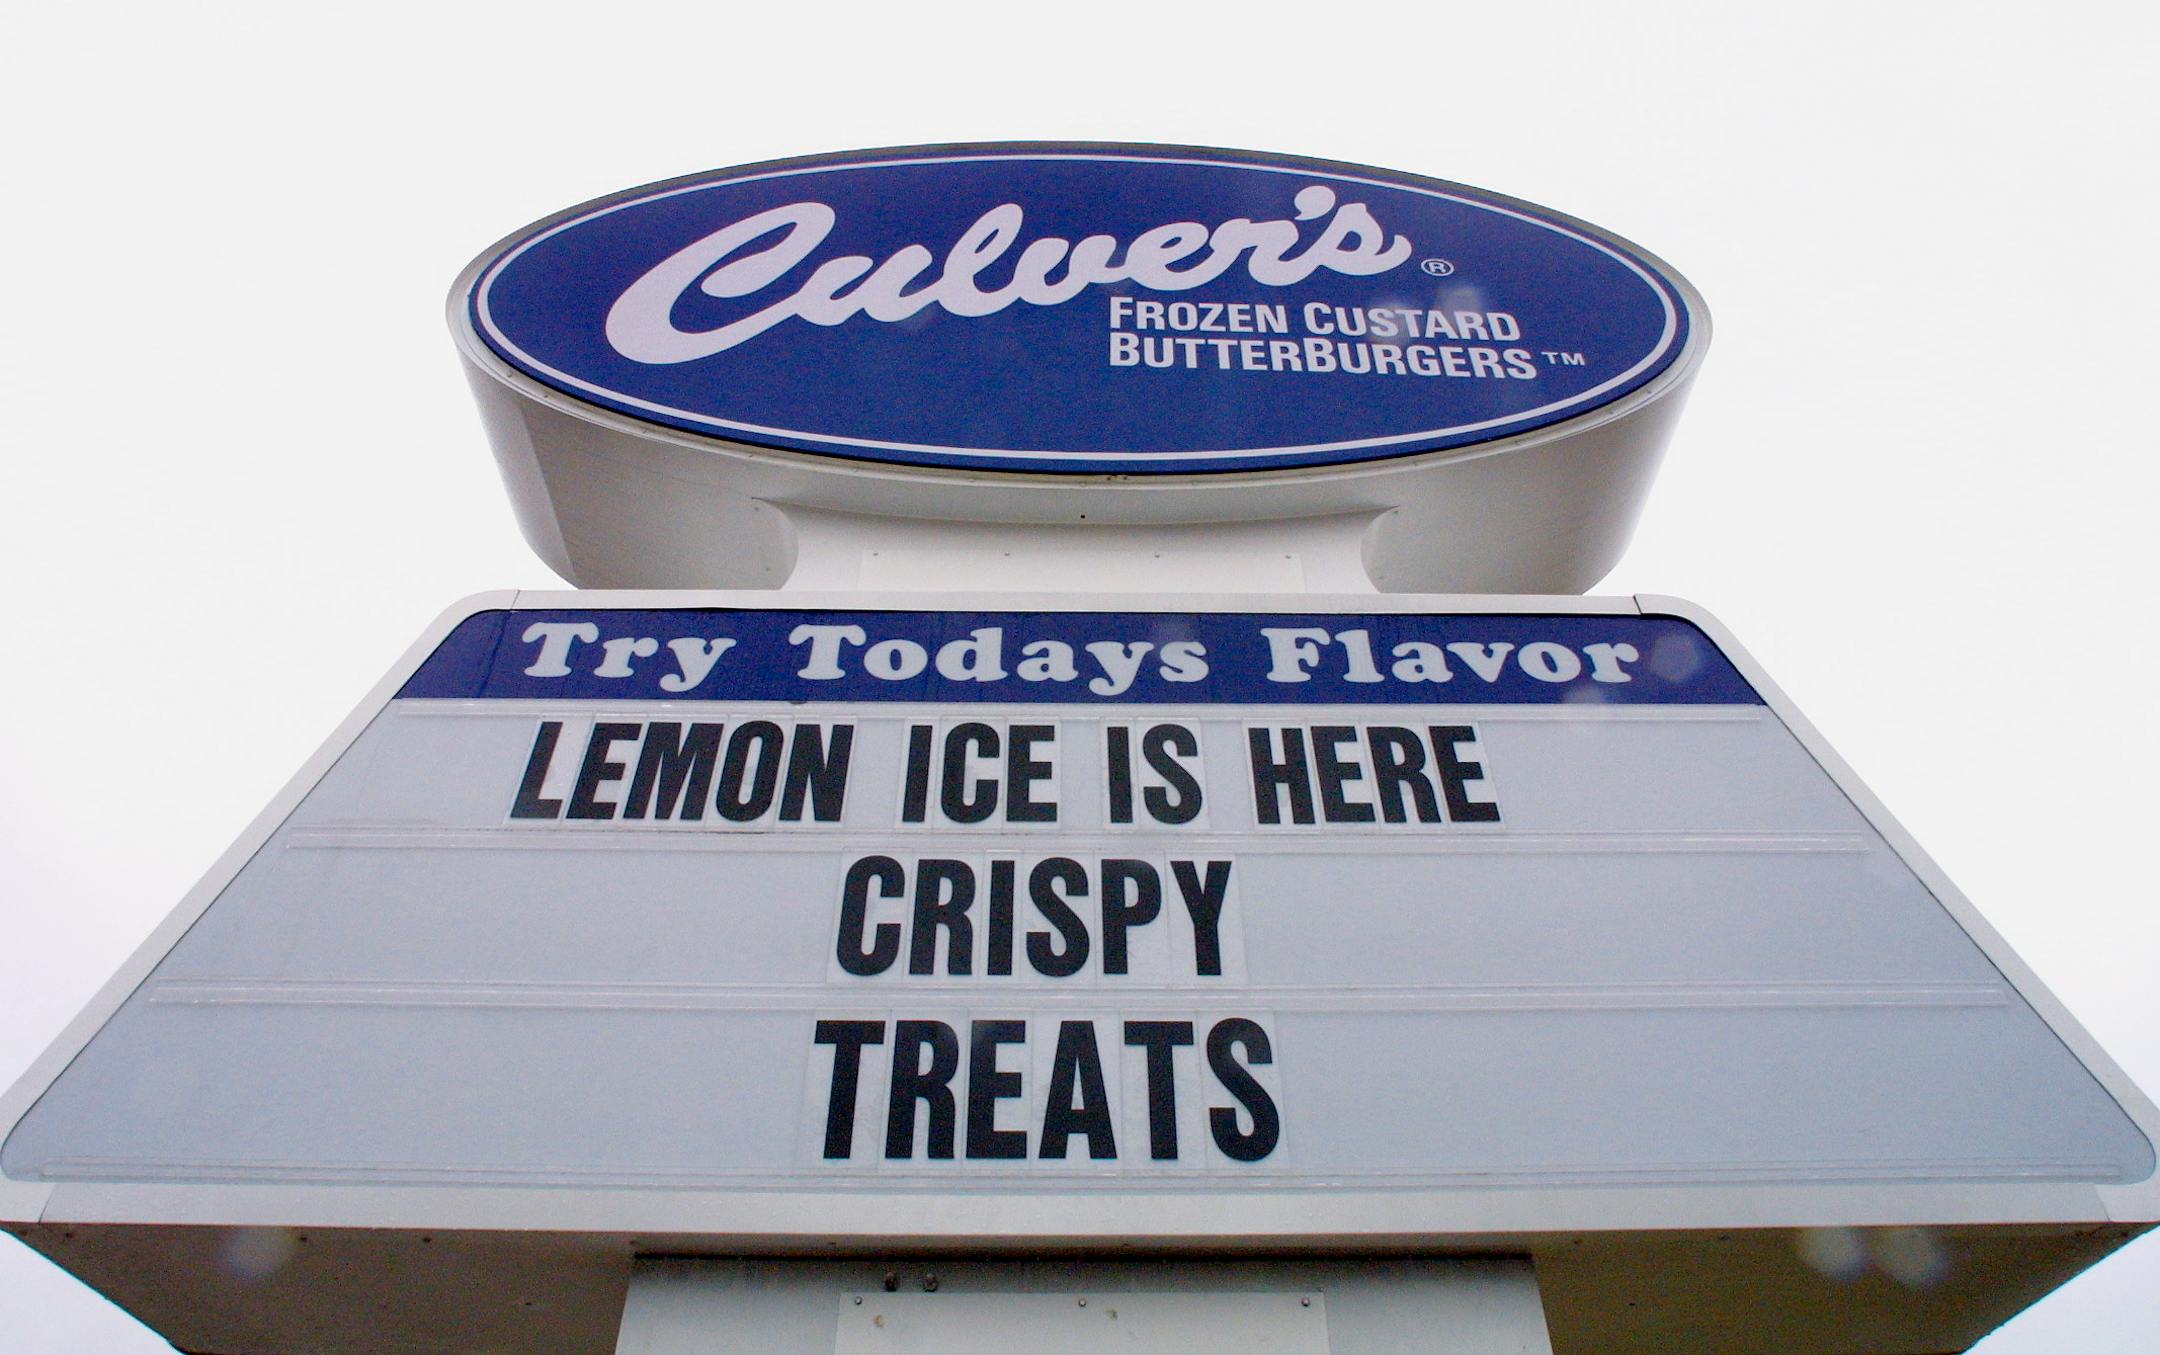 Culver's®
FROZEN CUSTARD
BUTTERBURGERS™
Try Todays Flavor
LEMON ICE IS HERE
CRISPY
TREATS